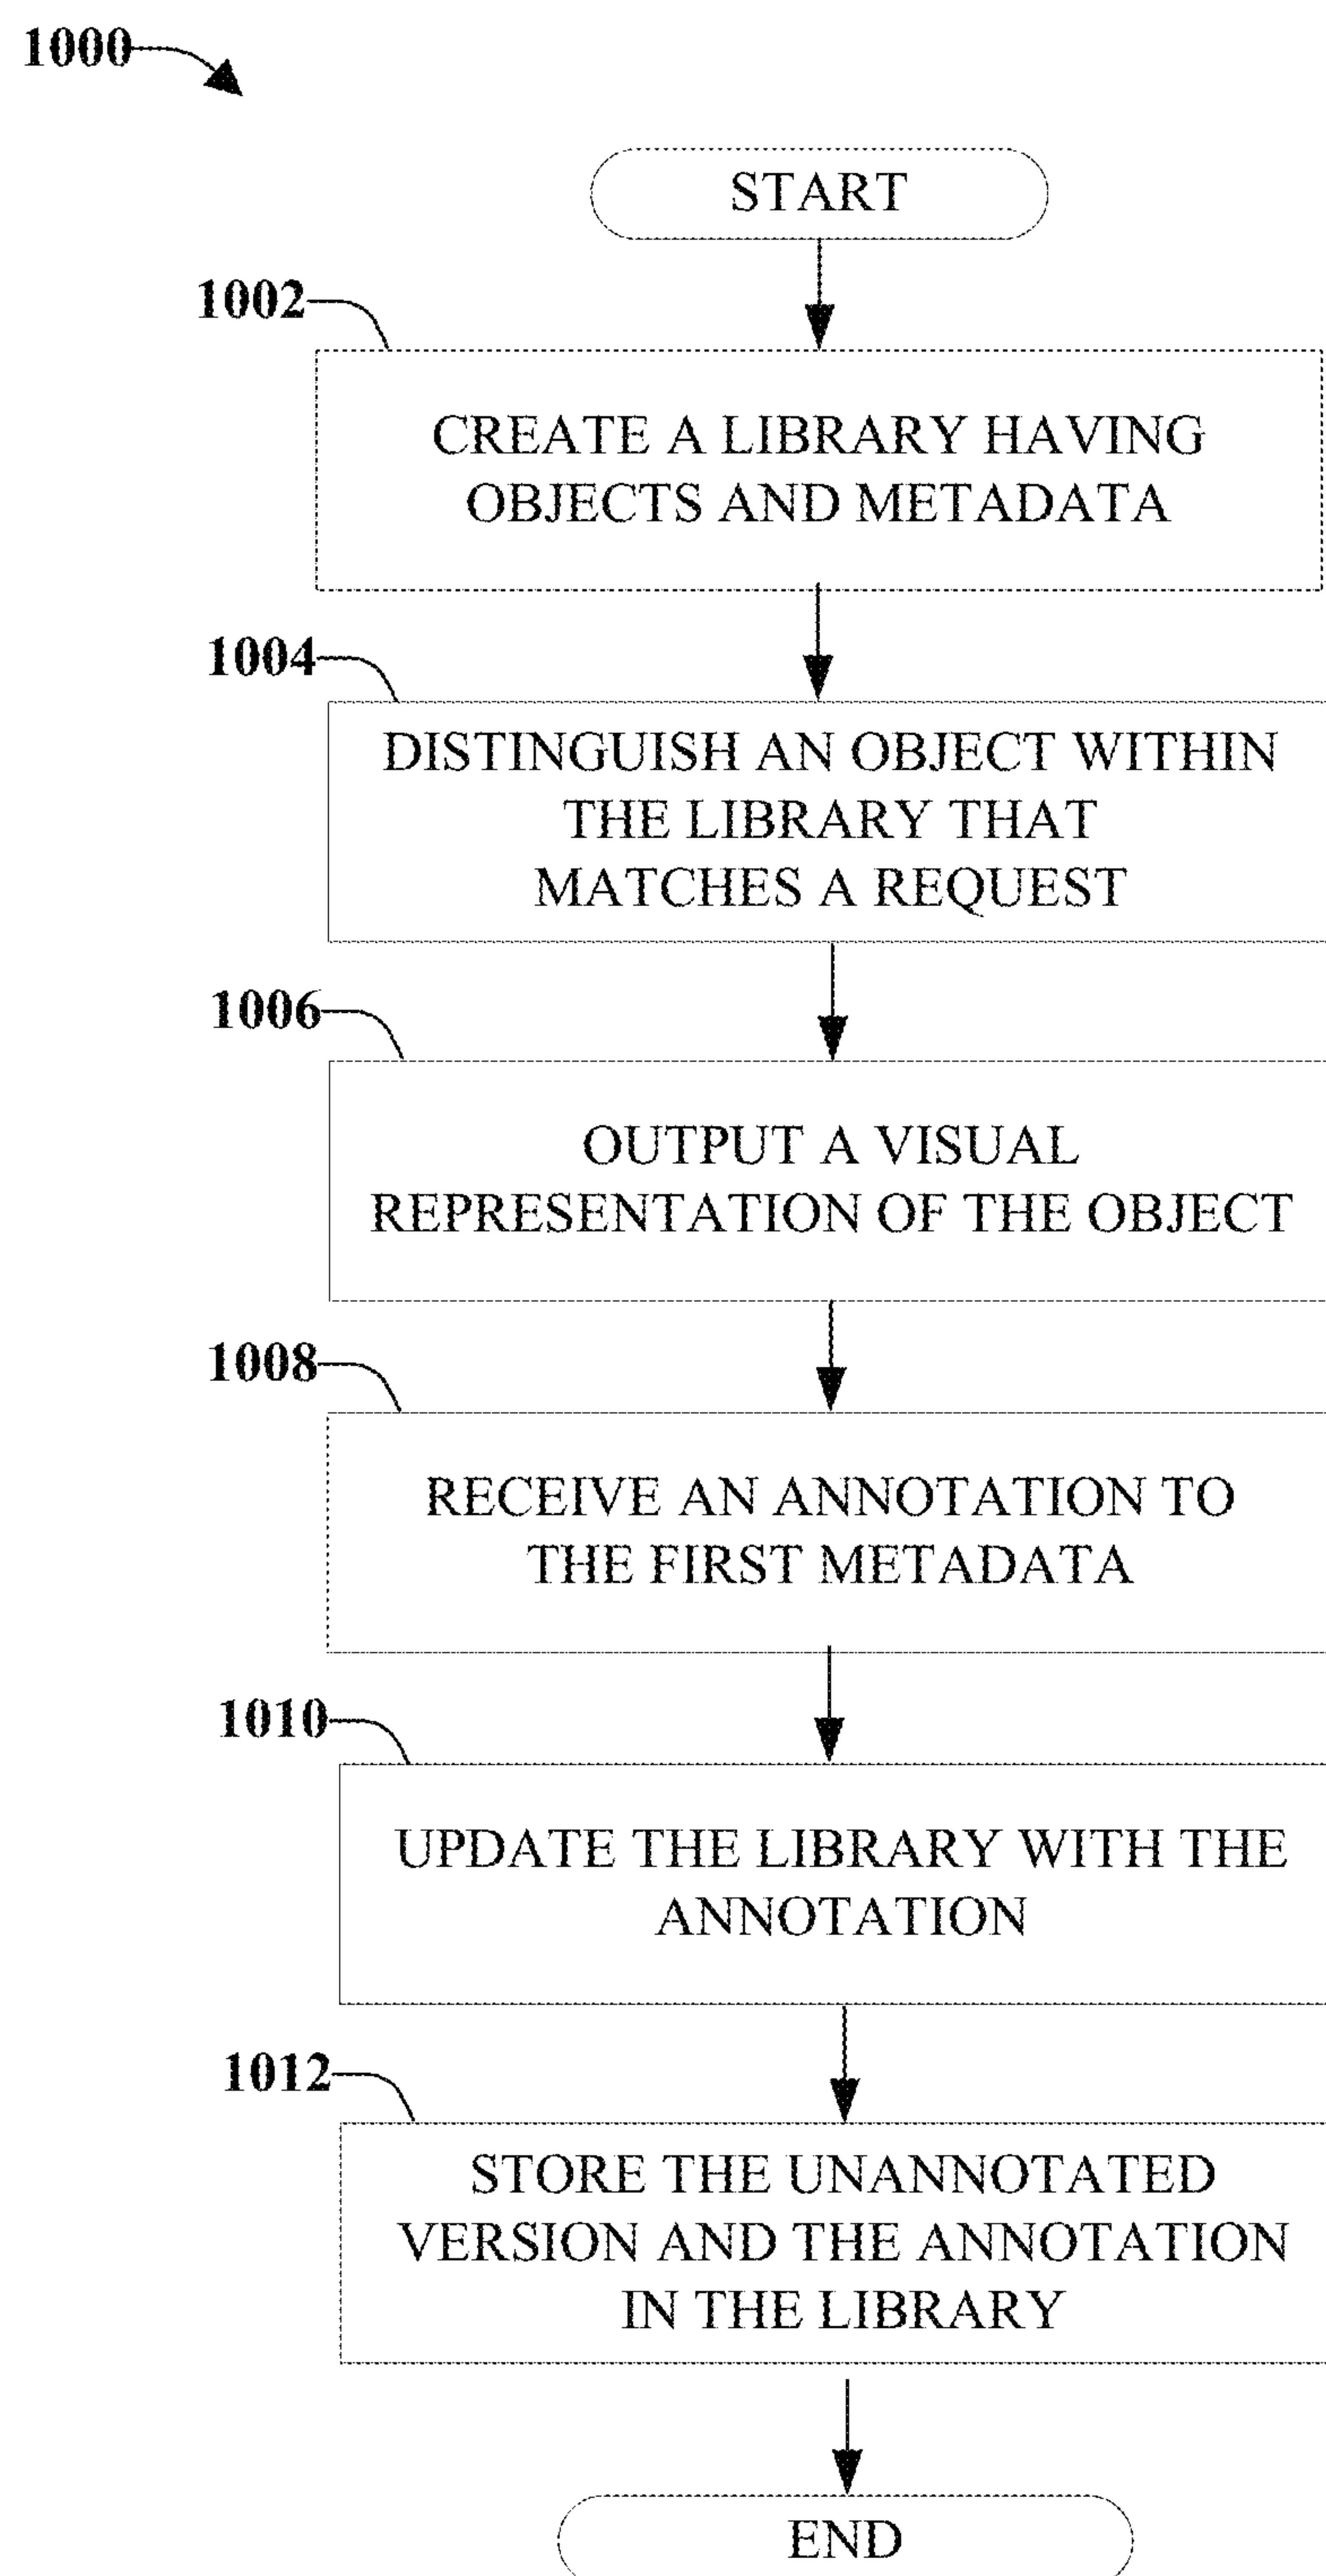 1000
START
1002
CREATE A LIBRARY HAVING
OBJECTS AND METADATA
1004
DISTINGUISH AN OBJECT WITHIN
THE LIBRARY THAT
MATCHES A REQUEST
1006
OUTPUT A VISUAL
REPRESENTATION OF THE OBJECT
1008
RECEIVE AN ANNOTATION TO
THE FIRST METADATA
1010
UPDATE THE LIBRARY WITH THE
ANNOTATION
1012
STORE THE UNANNOTATED
VERSION AND THE ANNOTATION
IN THE LIBRARY
END